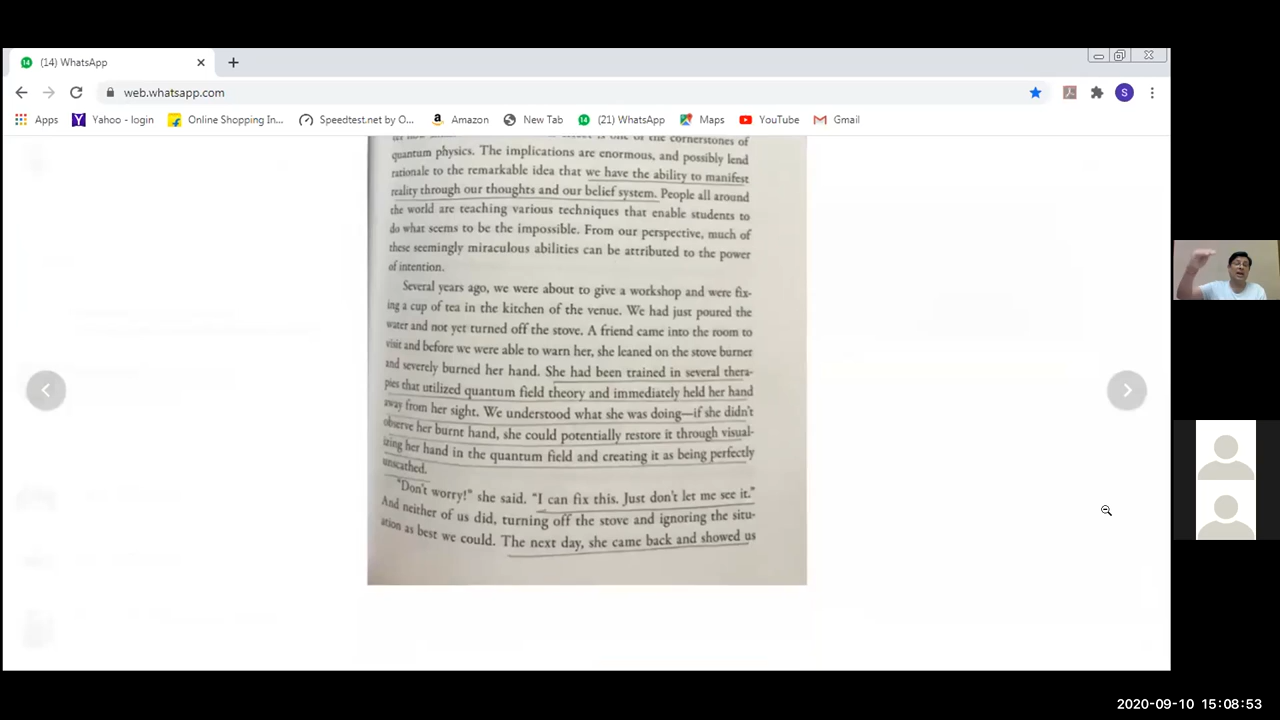 (14) WhatsApp
web.whatsapp.com
S
Apps
Yahoo - login
Online Shopping In...
Speedtest.net by O...
Amazon
New Tab
(21) WhatsApp
Maps
YouTube
Gmail
is one of the cornerstones of
quantum physics. The implications are enormous, and possibly lend
rationale to the remarkable idea that we have the ability to manifest
reality through our thoughts and our belief system. People all around
the world are teaching various techniques that enable students to
do what seems to be the impossible. From our perspective, much of
these seemingly miraculous abilities can be attributed to the power
of intention.
Several years ago, we were about to give a workshop and were fix-
ing a cup of tea in the kitchen of the venue. We had just poured the
water and not yet turned off the stove. A friend came into the room to
visit and before we were able to warn her, she leaned on the stove burner
and severely burned her hand. She had been trained in several thera-
pies that utilized quantum field theory and immediately held her hand
away from her sight. We understood what she was doing—if she didn't
observe her burnt hand, she could potentially restore it through visual-
izing her hand in the quantum field and creating it as being perfectly
unscathed.
"Don't worry!" she said. "I can fix this. Just don't let me see it."
And neither of us did, turning off the stove and ignoring the situ-
ation as best we could. The next day, she came back and showed us
2020-09-10 15:08:53